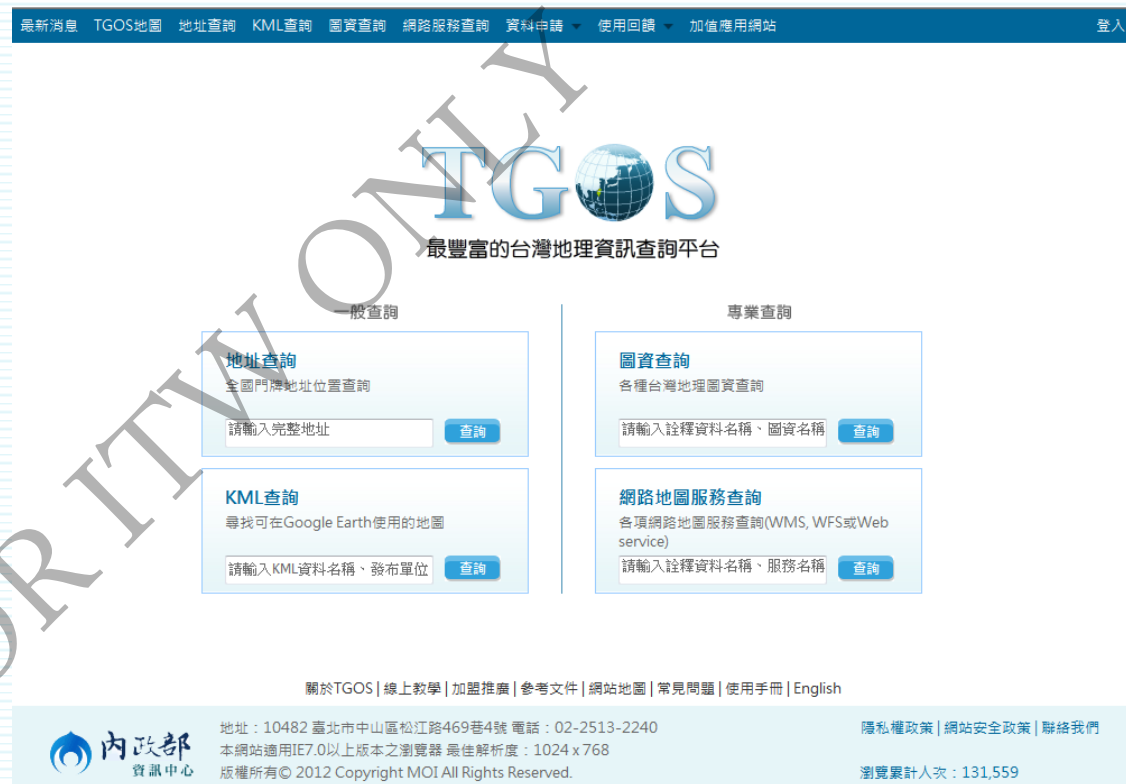 最新消息 TGOS地圖 地址查詢 KML查詢 圖資查詢 網路服務查詢 資料申請 使用回饋 加值應用網站 登入
TGOS
最豐富的台灣地理資訊查詢平台
一般查詢
地址查詢
全國門牌地址位置查詢
請輸入完整地址 查詢
KML查詢
尋找可在Google Earth使用的地圖
請輸入KML資料名稱、發布單位 查詢
專業查詢
圖資查詢
各種台灣地理圖資查詢
請輸入詮釋資料名稱、圖資名稱 查詢
網路地圖服務查詢
各項網路地圖服務查詢(WMS, WFS或Web
service)
請輸入詮釋資料名稱、服務名稱 查詢
關於TGOS | 線上教學 | 加盟推廣 | 參考文件 | 網站地圖 | 常見問題 | 使用手冊 | English
內政部
資訊中心
地址：10482 臺北市中山區松江路469巷4號 電話：02-2513-2240
本網站適用IE7.0以上版本之瀏覽器 最佳解析度：1024 x 768
版權所有© 2012 Copyright MOI All Rights Reserved.
隱私權政策 | 網站安全政策 | 聯絡我們
瀏覽累計人次：131,559
OR ITW ONLY